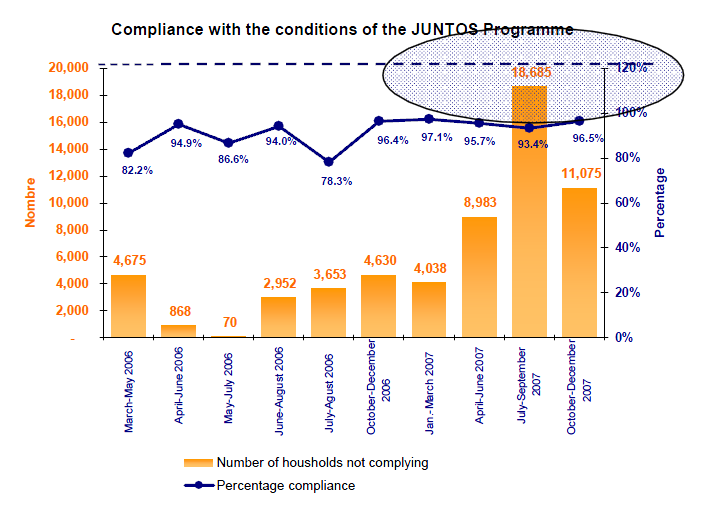 Compliance with the conditions of the JUNTOS Programme
20,000
18,000
16,000
14,000
12,000
10,000
8,000
6,000
4,000
2,000
-
Nombre
120%
100%
80%
60%
40%
20%
0%
Percentage
82.2%
94.9%
86.6%
94.0%
78.3%
96.4%
97.1%
95.7%
93.4%
96.5%
4,675
868
70
2,952
3,653
4,630
4,038
8,983
18,685
11,075
March-May 2006
April-June 2006
May-July 2006
June-August 2006
July-Agust 2006
October-December
2006
Jan.-March 2007
April-June 2007
July-September
2007
October-December
2007
Number of housholds not complying
Percentage compliance